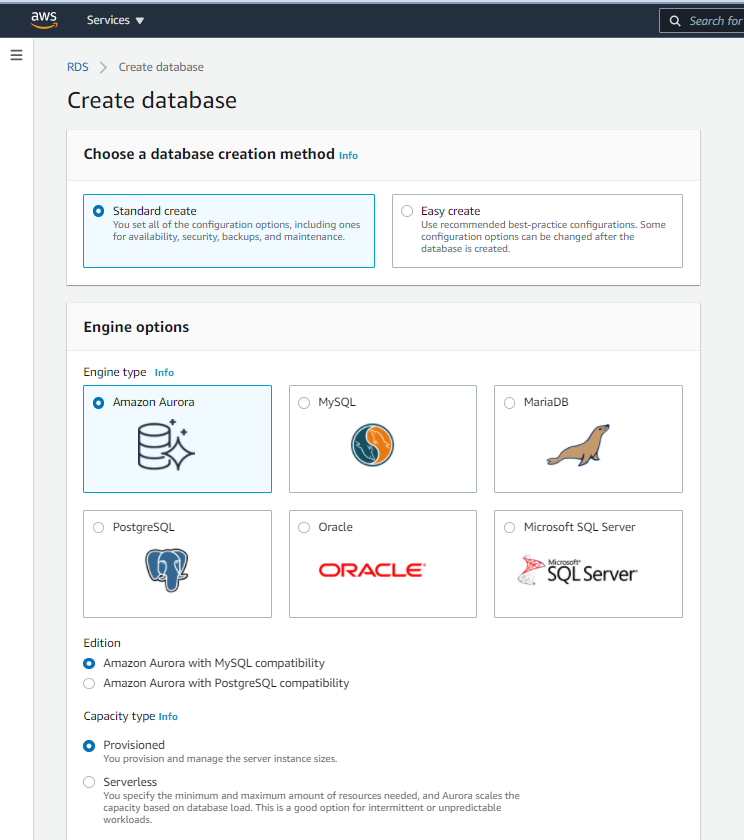 aws
Services
Search for
RDS
Create database
Create database
Choose a database creation method Info
Standard create
You set all of the configuration options, including ones
for availability, security, backups, and maintenance.
Easy create
Use recommended best-practice configurations. Some
configuration options can be changed after the
database is created.
Engine options
Engine type Info
Amazon Aurora
MySQL
MariaDB
PostgreSQL
Oracle
ORACLE
Microsoft SQL Server
Microsoft®
SQL Server
Edition
Amazon Aurora with MySQL compatibility
Amazon Aurora with PostgreSQL compatibility
Capacity type Info
Provisioned
You provision and manage the server instance sizes.
Serverless
You specify the minimum and maximum amount of resources needed, and Aurora scales the
capacity based on database load. This is a good option for intermittent or unpredictable
workloads.